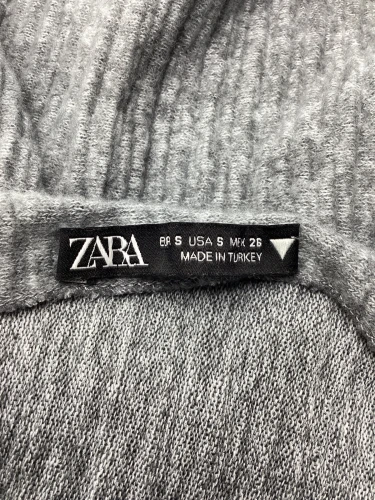 ZARA
BR S USA S MEX 26
MADE IN TURKEY